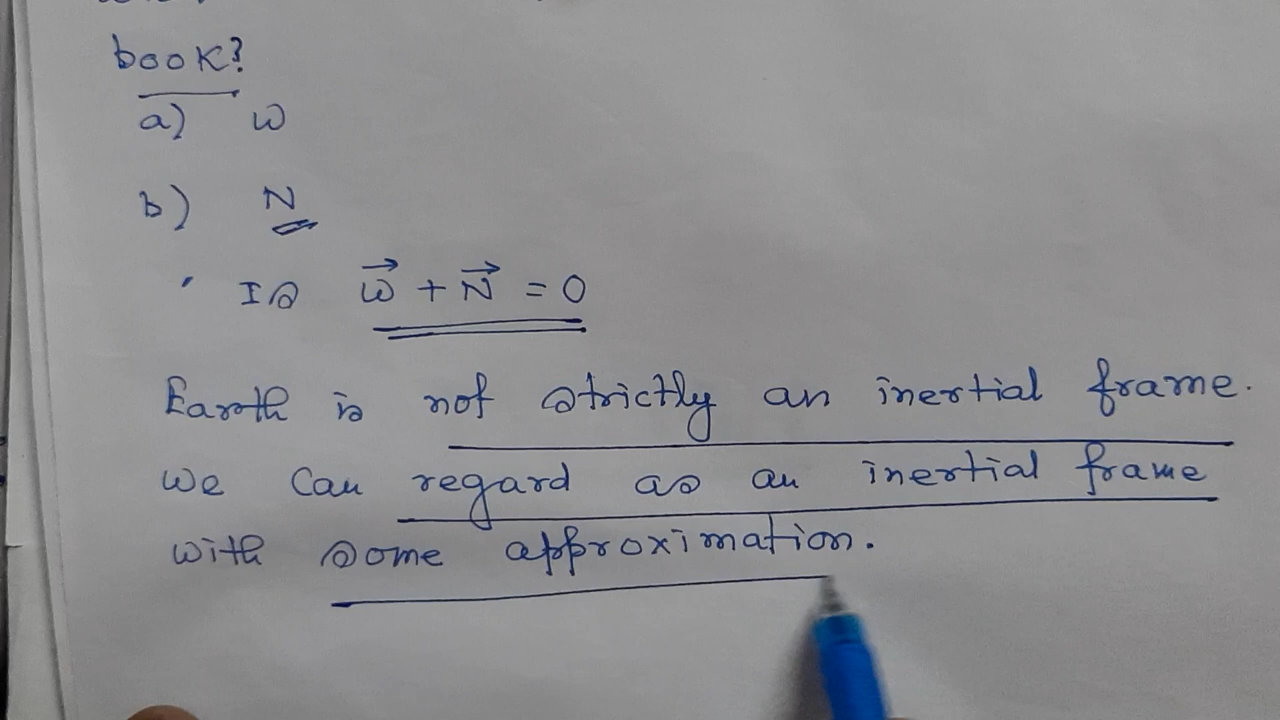 book?
a) W
b) N
Is W + N = 0
Earth is not strictly an inertial frame.
We can regard as an inertial frame
with some approximation.